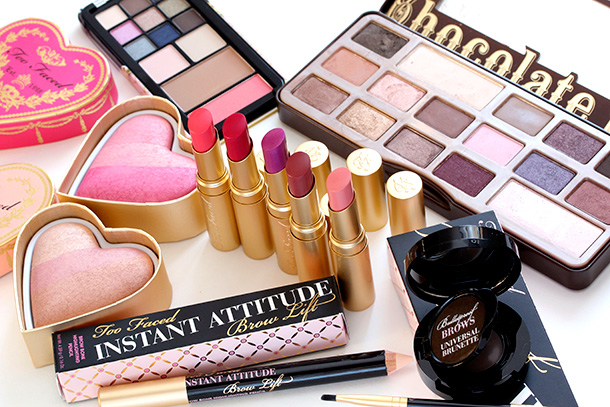 Too Faced
Chocolate
Too Faced
INSTANT ATTITUDE
Brow Lift
INSTANT ATTITUDE
Brow Lift
Bulletproof
BROWS
UNIVERSAL
BRUNETTE